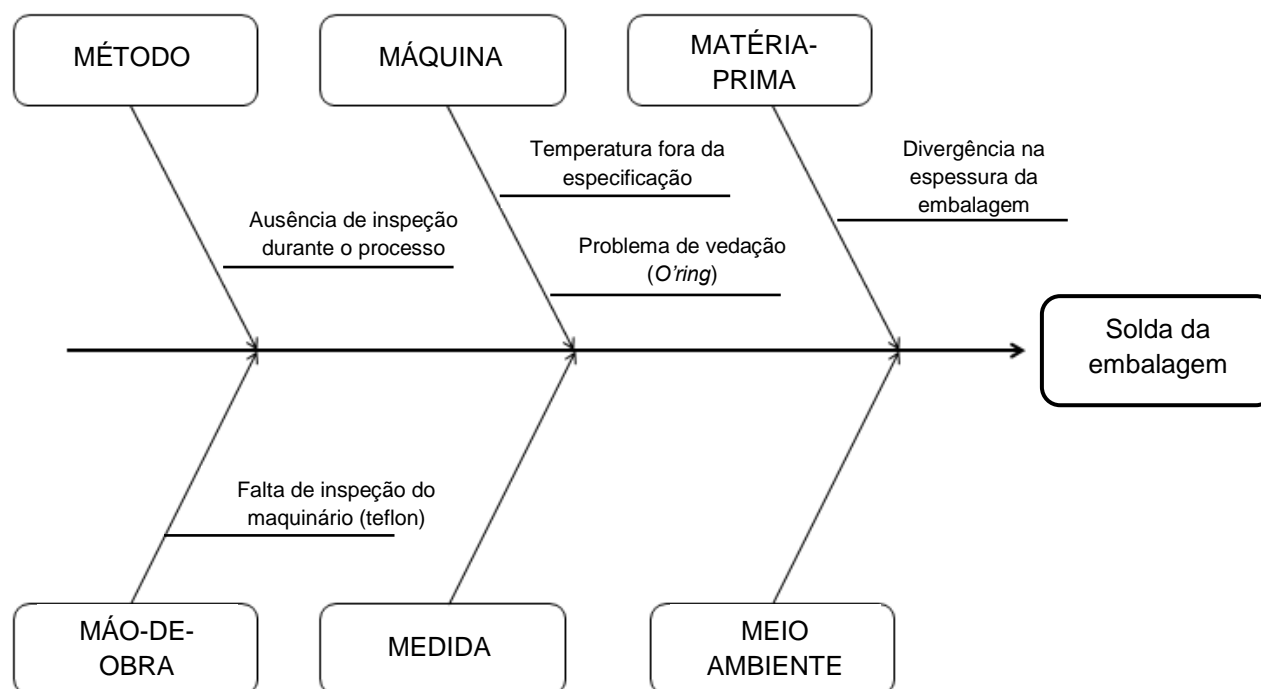 MÉTODO
MÁQUINA
MATÉRIA-
PRIMA
Temperatura fora da
especificação
Divergência na
espessura da
embalagem
Ausência de inspeção
durante o processo
Problema de vedação
(O'ring)
Solda da
embalagem
Falta de inspeção do
maquinário (teflon)
MÁO-DE-
OBRA
MEDIDA
MEIO
AMBIENTE